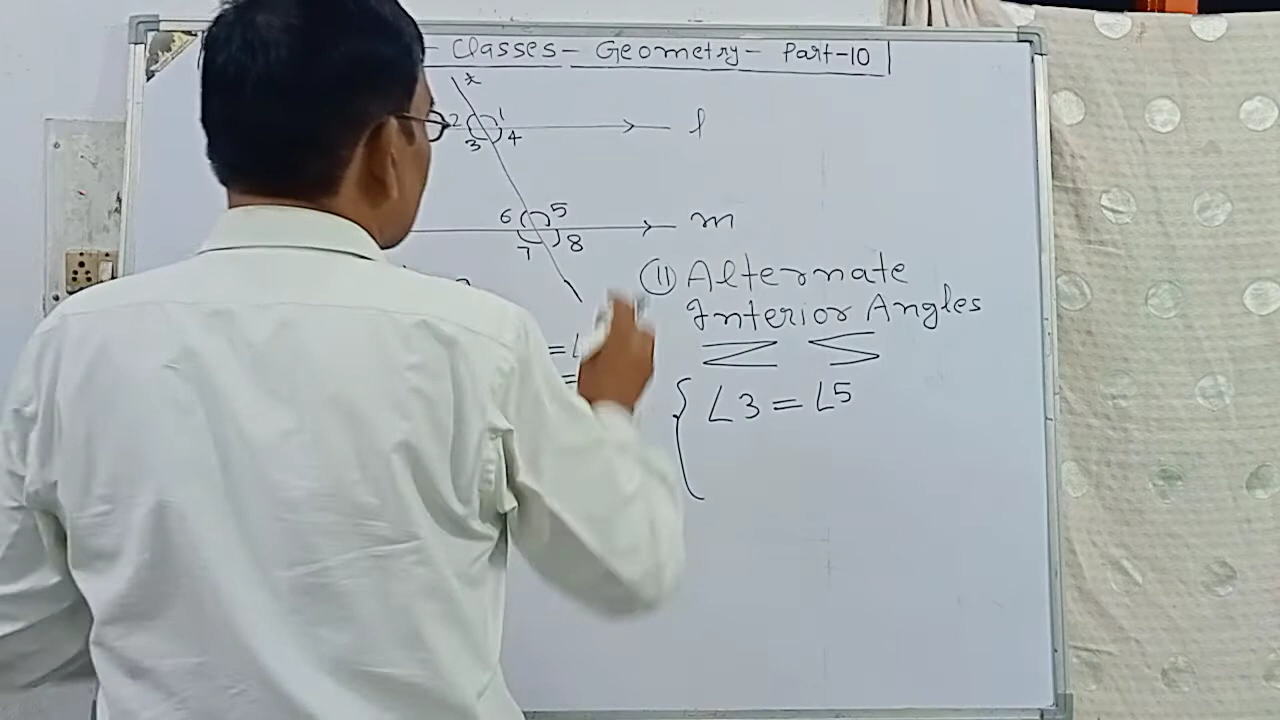 - Classes - Geometry - Part-10
t
2 1
3 4
l
6 5
7 8
m
(11) Alternate
Interior Angles
= ∠
=
∠3 = ∠5